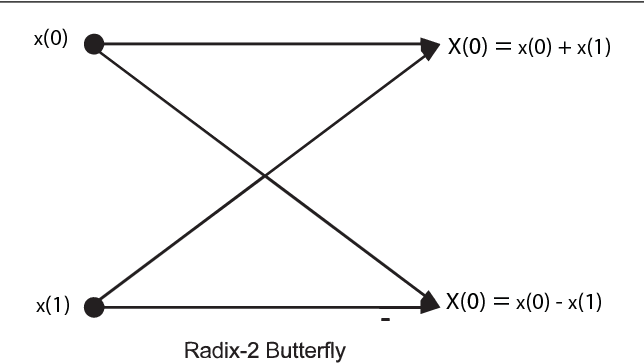 x(0)
X(0) = x(0) + x(1)
x(1)
X(0) = x(0) - x(1)
-
Radix-2 Butterfly